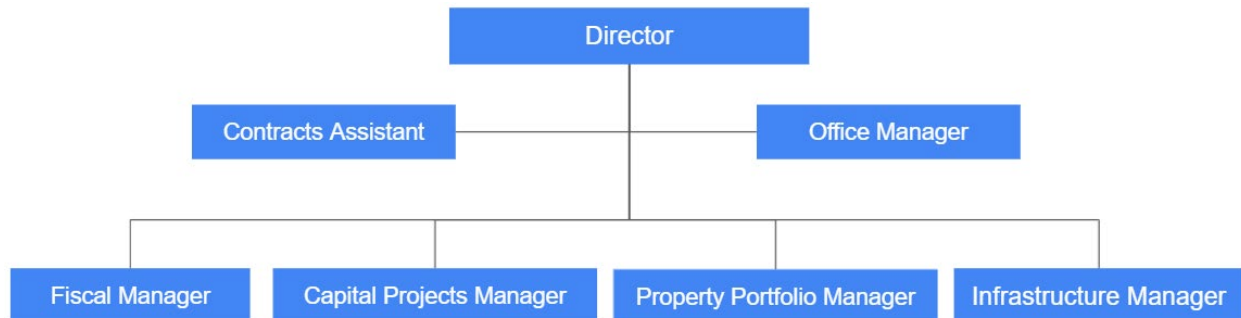 Director
Contracts Assistant
Office Manager
Fiscal Manager
Capital Projects Manager
Property Portfolio Manager
Infrastructure Manager